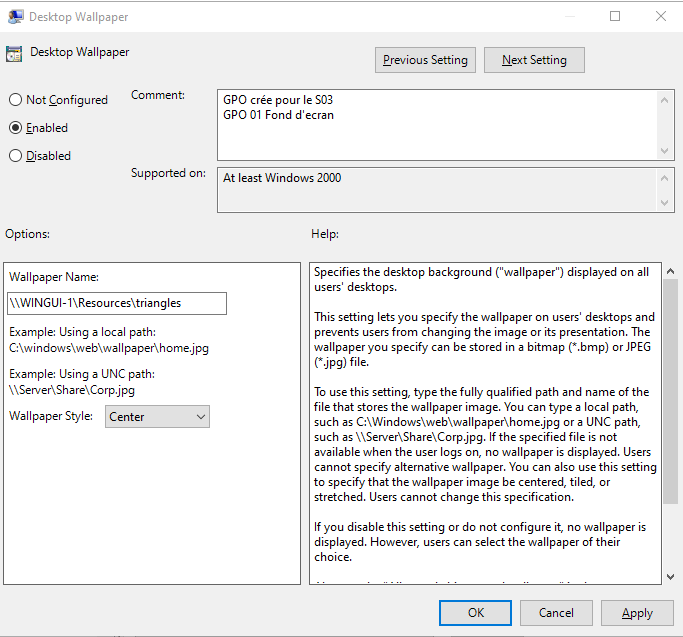 Desktop Wallpaper
Desktop Wallpaper
Previous Setting
Next Setting
Not Configured
Enabled
Disabled
Comment:
GPO crée pour le S03
GPO 01 Fond d'ecran
Supported on:
At least Windows 2000
Options:
Help:
Wallpaper Name:
\\WINGUI-1\Resources\triangles
Example: Using a local path:
C:\windows\web\wallpaper\home.jpg
Example: Using a UNC path:
\\Server\Share\Corp.jpg
Wallpaper Style:
Center
Specifies the desktop background ("wallpaper") displayed on all
users' desktops.
This setting lets you specify the wallpaper on users' desktops and
prevents users from changing the image or its presentation. The
wallpaper you specify can be stored in a bitmap (*.bmp) or JPEG
(*.jpg) file.
To use this setting, type the fully qualified path and name of the
file that stores the wallpaper image. You can type a local path,
such as C:\Windows\web\wallpaper\home.jpg or a UNC path,
such as \\Server\Share\Corp.jpg. If the specified file is not
available when the user logs on, no wallpaper is displayed. Users
cannot specify alternative wallpaper. You can also use this setting
to specify that the wallpaper image be centered, tiled, or
stretched. Users cannot change this specification.
If you disable this setting or do not configure it, no wallpaper is
displayed. However, users can select the wallpaper of their
choice.
OK
Cancel
Apply